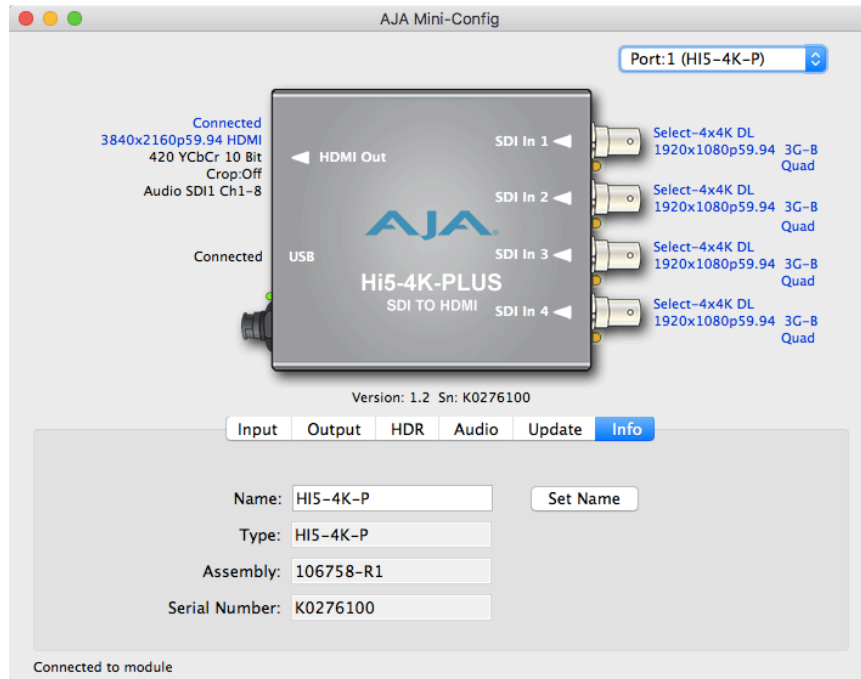 AJA Mini-Config
Port:1 (HI5-4K-P)
Connected
3840x2160p59.94 HDMI
420 YCbCr 10 Bit
Crop:Off
Audio SDI1 Ch1-8
Connected
HDMI Out
USB
SDI In 1
SDI In 2
SDI In 3
SDI In 4
AJA
Hi5-4K-PLUS
SDI TO HDMI
Select-4x4K DL
1920x1080p59.94 3G-B
Quad
Select-4x4K DL
1920x1080p59.94 3G-B
Quad
Select-4x4K DL
1920x1080p59.94 3G-B
Quad
Select-4x4K DL
1920x1080p59.94 3G-B
Quad
Version: 1.2 Sn: K0276100
Input Output HDR Audio Update Info
Name: HI5-4K-P Set Name
Type: HI5-4K-P
Assembly: 106758-R1
Serial Number: K0276100
Connected to module